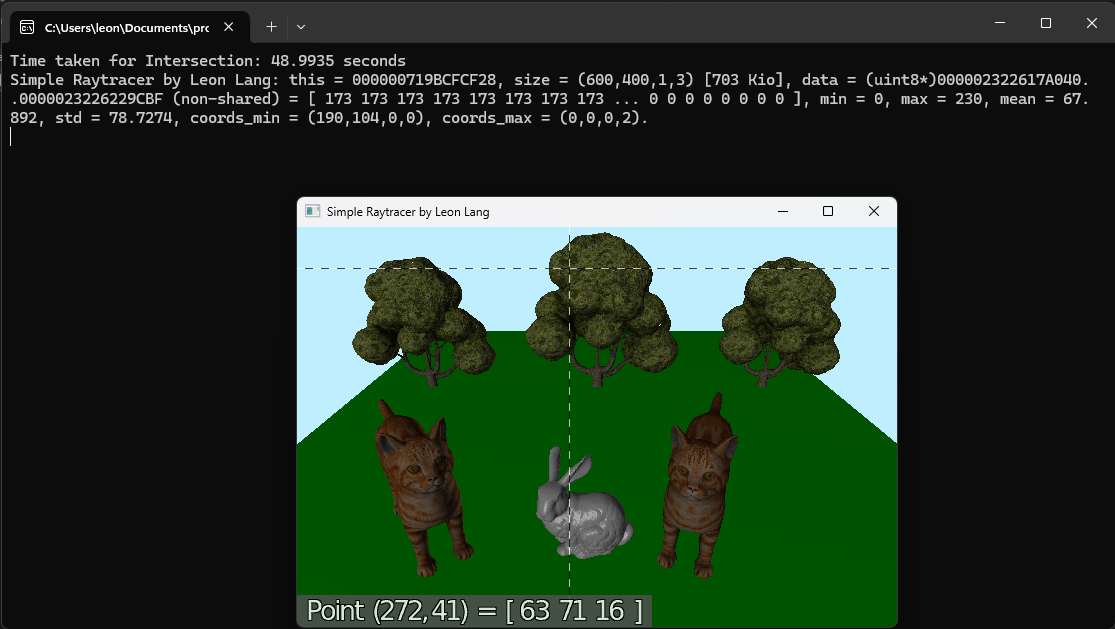 C:\Users\leon\Documents\prc
Time taken for Intersection: 48.9935 seconds
Simple Raytracer by Leon Lang: this = 000000719BCFCF28, size = (600,400,1,3) [703 Kio], data = (uint8*)000002322617A040.
.0000023226229CBF (non-shared) = [ 173 173 173 173 173 173 173 173 ... 0 0 0 0 0 0 0 0 ], min = 0, max = 230, mean = 67.
892, std = 78.7274, coords_min = (190,104,0,0), coords_max = (0,0,0,2).
Simple Raytracer by Leon Lang
Point (272,41) = [ 63 71 16 ]